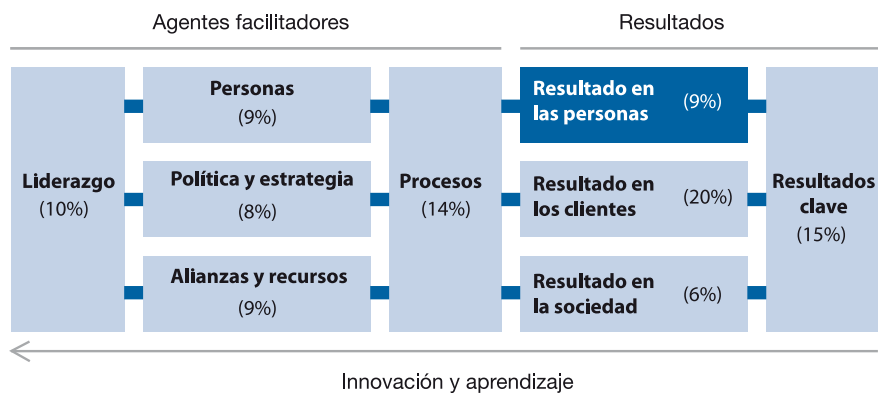 Agentes facilitadores
Resultados
Liderazgo
(10%)
Personas
(9%)
Política y estrategia
(8%)
Alianzas y recursos
(9%)
Procesos
(14%)
Resultado en
las personas
(9%)
Resultado en
los clientes
(20%)
Resultado en
la sociedad
(6%)
Resultados
clave
(15%)
Innovación y aprendizaje